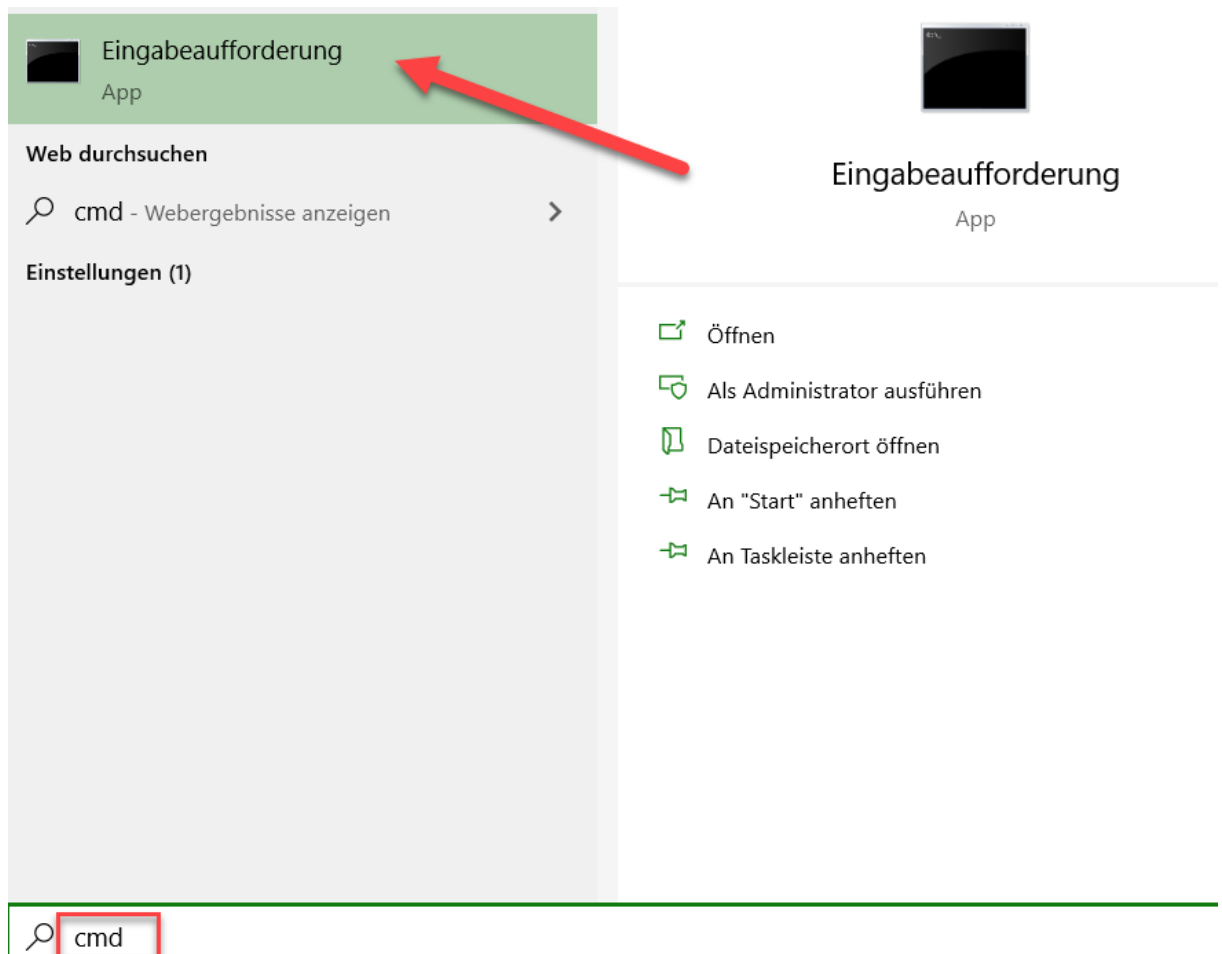 Eingabeaufforderung
App
Web durchsuchen
cmd - Webergebnisse anzeigen
Einstellungen (1)
Eingabeaufforderung
App
Öffnen
Als Administrator ausführen
Dateispeicherort öffnen
An "Start" anheften
An Taskleiste anheften
cmd